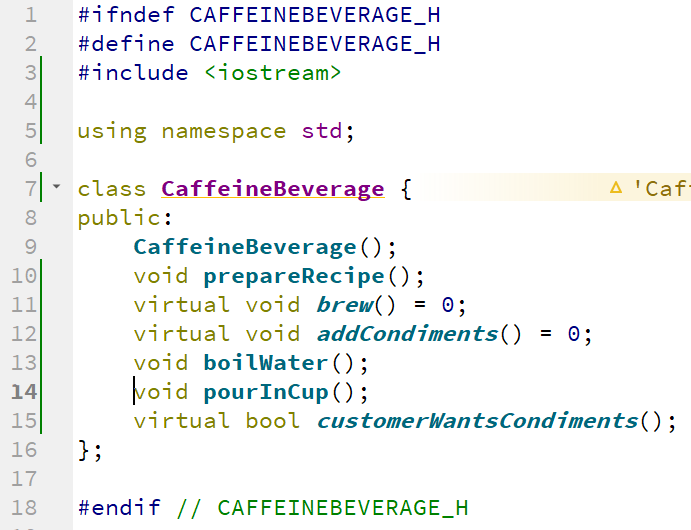 1 #ifndef CAFFEINEBEVERAGE_H
2 #define CAFFEINEBEVERAGE_H
3 #include <iostream>
4
5 using namespace std;
6
7 class CaffeineBeverage { 'Caf
8 public:
9     CaffeineBeverage();
10     void prepareRecipe();
11     virtual void brew() = 0;
12     virtual void addCondiments() = 0;
13     void boilWater();
14     void pourInCup();
15     virtual bool customerWantsCondiments();
16 };
17
18 #endif // CAFFEINEBEVERAGE_H